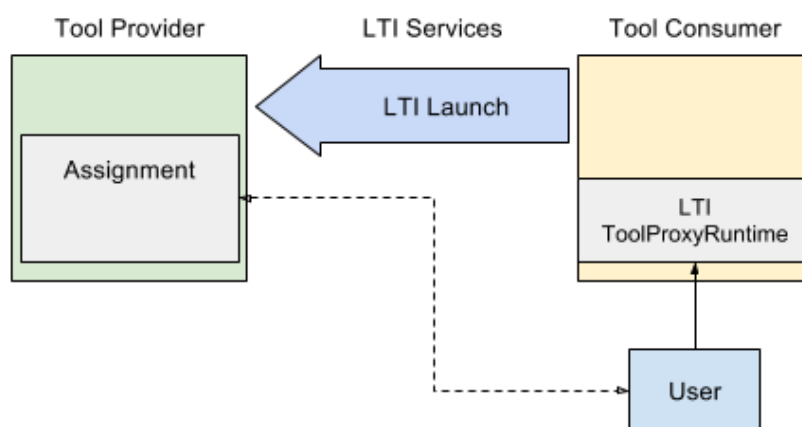 Tool Provider
LTI Services
Tool Consumer
LTI Launch
Assignment
LTI
ToolProxyRuntime
User